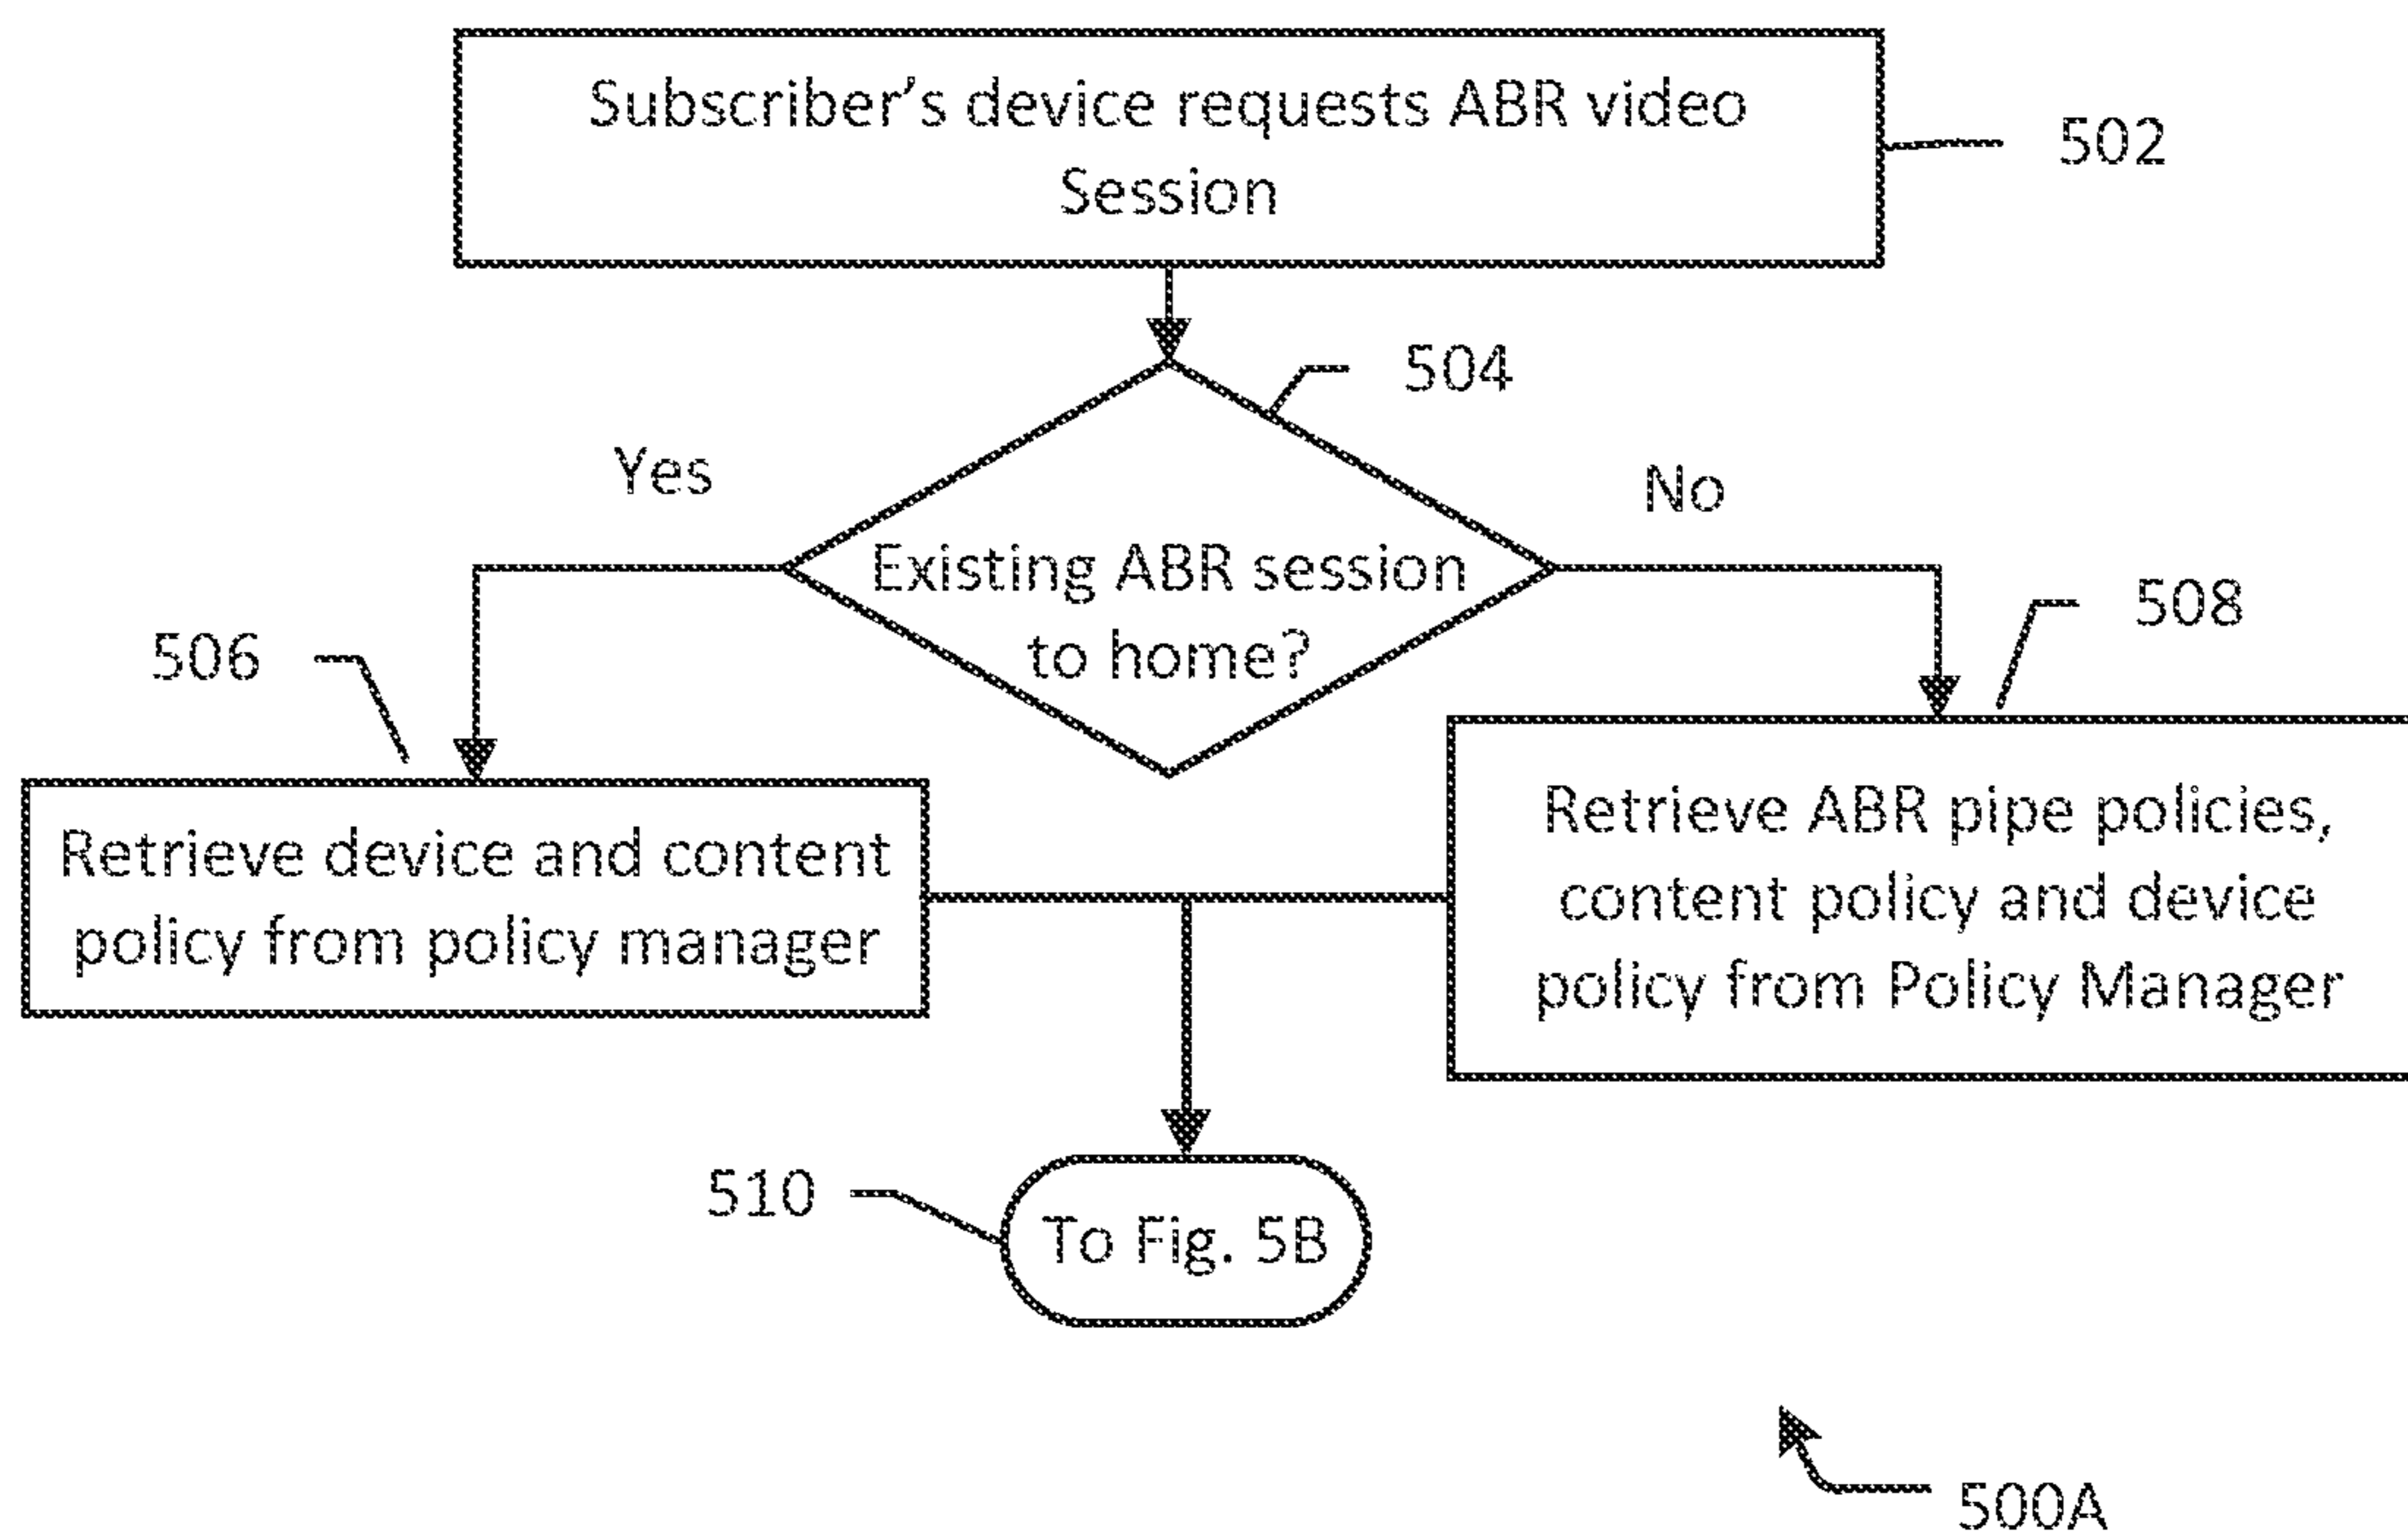 Subscriber's device requests ABR video
Session
502
504
Yes
No
Existing ABR session
to home?
506
508
Retrieve device and content
policy from policy manager
Retrieve ABR pipe policies,
content policy and device
policy from Policy Manager
510
To Fig. 5B
500A